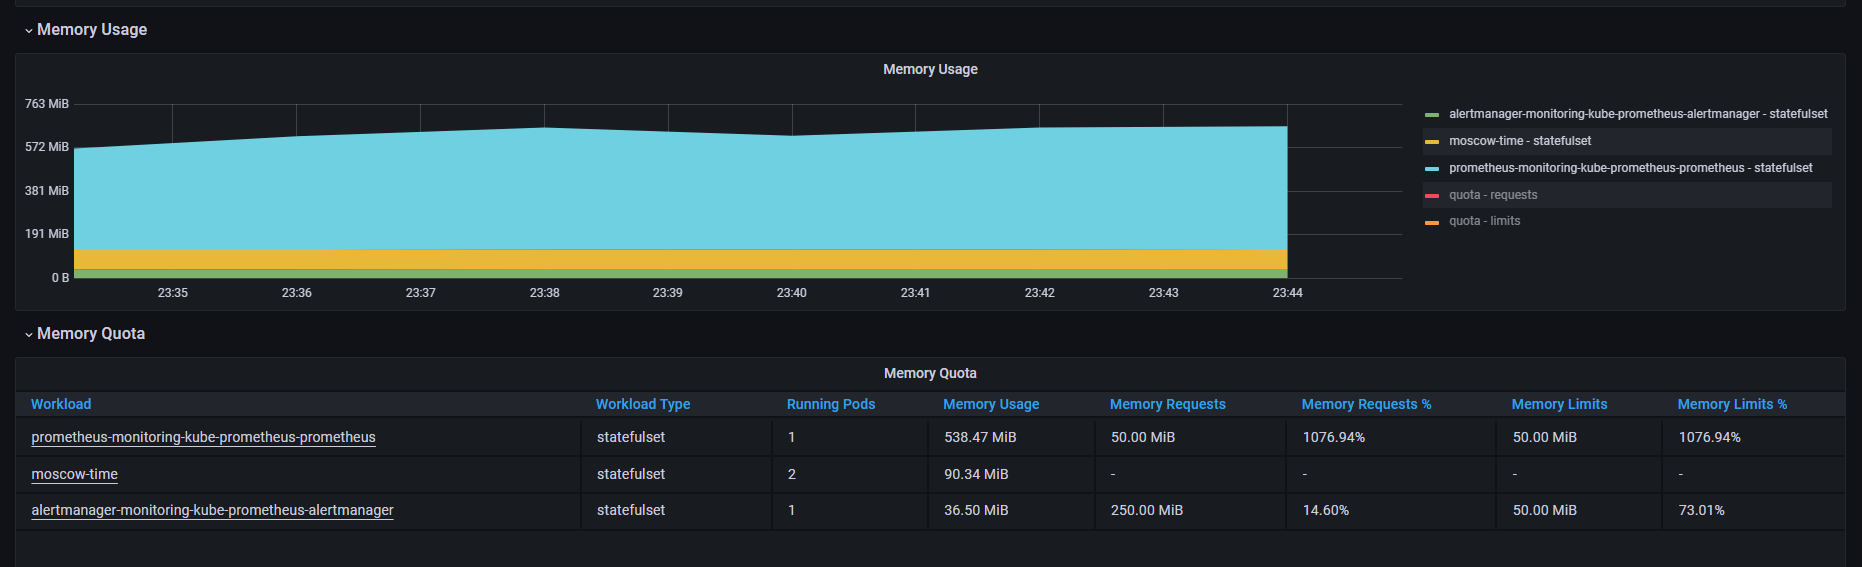 Memory Usage
Memory Usage
763 MiB
572 MiB
381 MiB
191 MiB
0 B
23:35 23:36 23:37 23:38 23:39 23:40 23:41 23:42 23:43 23:44
alertmanager-monitoring-kube-prometheus-alertmanager - statefulset
moscow-time - statefulset
prometheus-monitoring-kube-prometheus-prometheus - statefulset
quota - requests
quota - limits
Memory Quota
Memory Quota
Workload Workload Type Running Pods Memory Usage Memory Requests Memory Requests % Memory Limits Memory Limits %
prometheus-monitoring-kube-prometheus-prometheus statefulset 1 538.47 MiB 50.00 MiB 1076.94% 50.00 MiB 1076.94%
moscow-time statefulset 2 90.34 MiB - - - -
alertmanager-monitoring-kube-prometheus-alertmanager statefulset 1 36.50 MiB 250.00 MiB 14.60% 50.00 MiB 73.01%